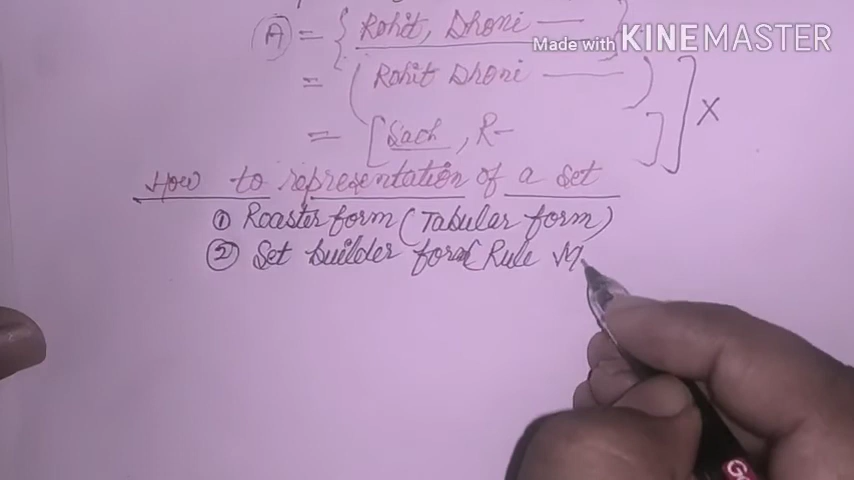 A = { Rohit, Dhoni — }
Made with KINEMASTER
= ( Rohit Dhoni — )
= [ Sach, R- ] ] X
How to representation of a set
① Roaster form (Tabular form)
② Set builder form (Rule M